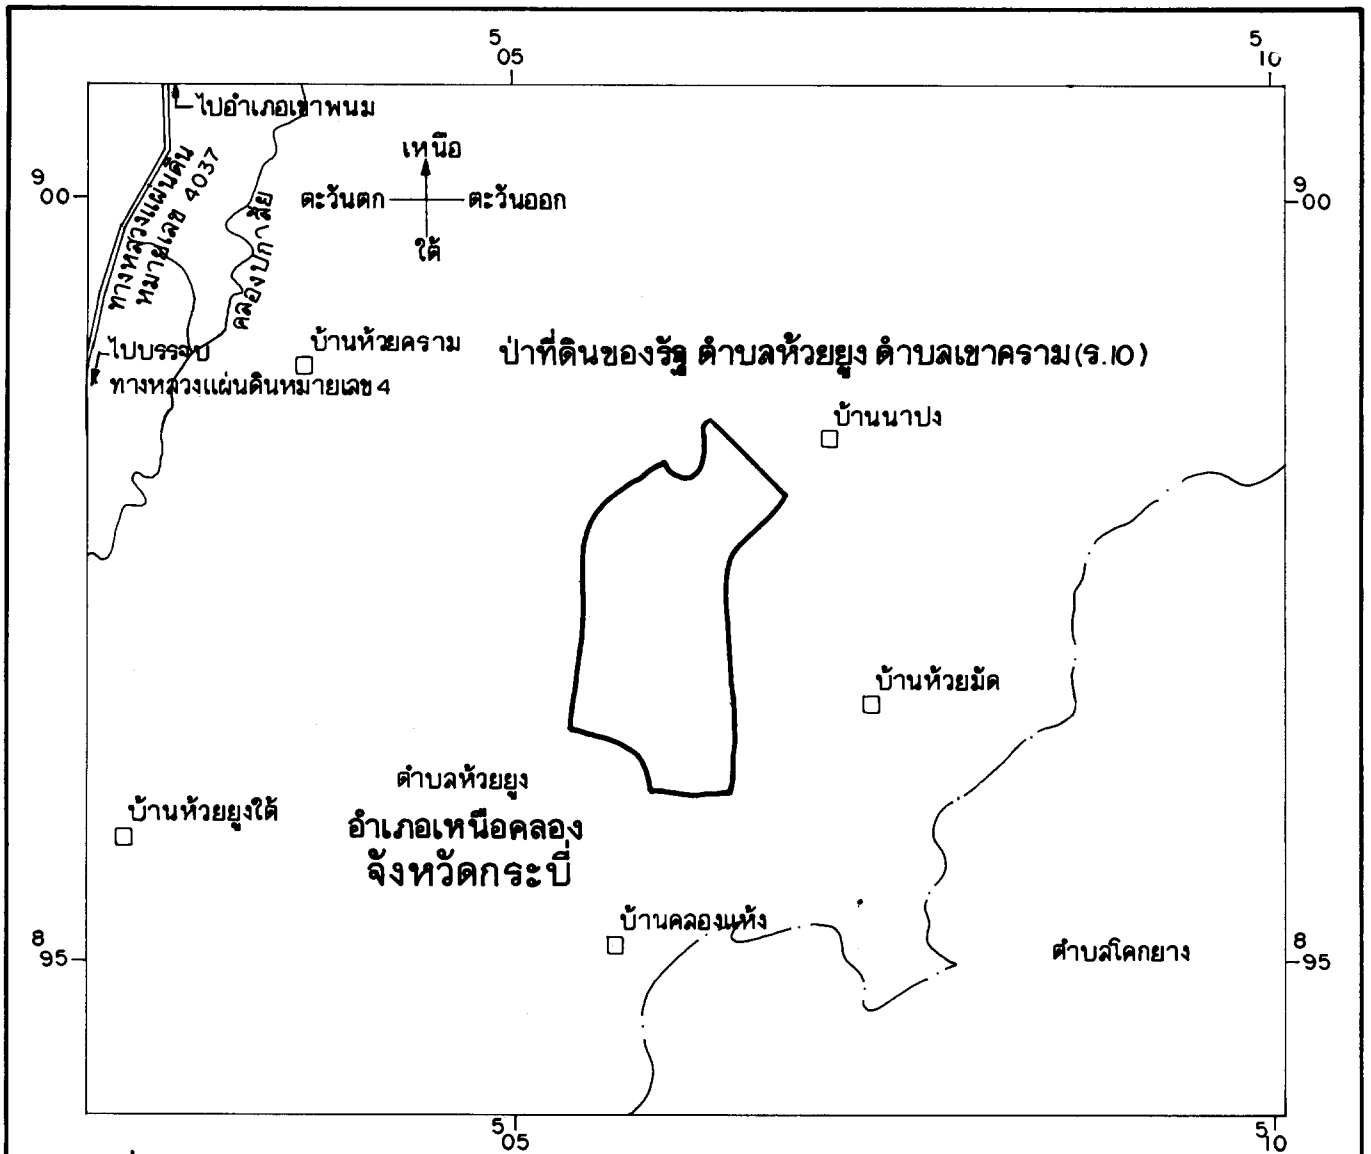 5
05
5
10
ไปอำเภอเขาพนม
เหนือ
ตะวันตก
ตะวันออก
ใต้
9
00
9
00
ทางหลวงแผ่นดิน
หมายเลข 4037
คลองปกาสัย
ไปบรรจบ
ทางหลวงแผ่นดินหมายเลข 4
บ้านห้วยคราม
ป่าที่ดินของรัฐ ตำบลห้วยยูง ตำบลเขาคราม (ร.10)
บ้านนาปง
บ้านห้วยมัด
ตำบลห้วยยูง
อำเภอเหนือคลอง
จังหวัดกระบี่
บ้านห้วยยูงใต้
บ้านคลองแห้ง
ตำบลโคกยาง
8
95
8
95
5
05
5
10